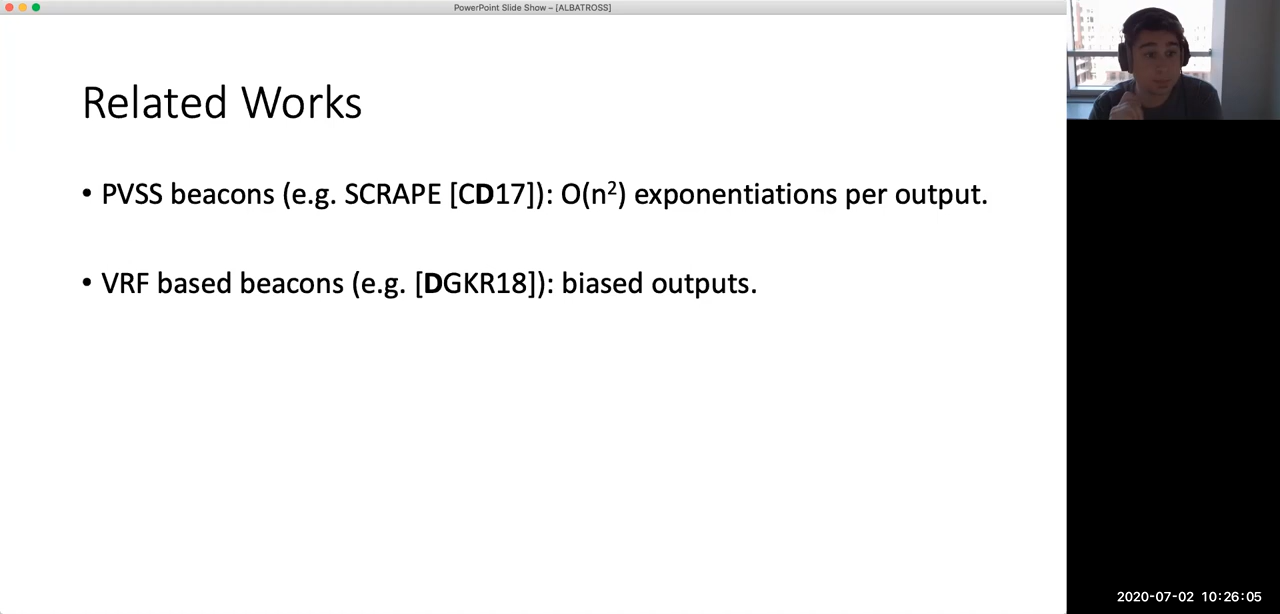 PowerPoint Slide Show – [ALBATROSS]
Related Works
• PVSS beacons (e.g. SCRAPE [CD17]): O(n²) exponentiations per output.
• VRF based beacons (e.g. [DGKR18]): biased outputs.
2020-07-02 10:26:05